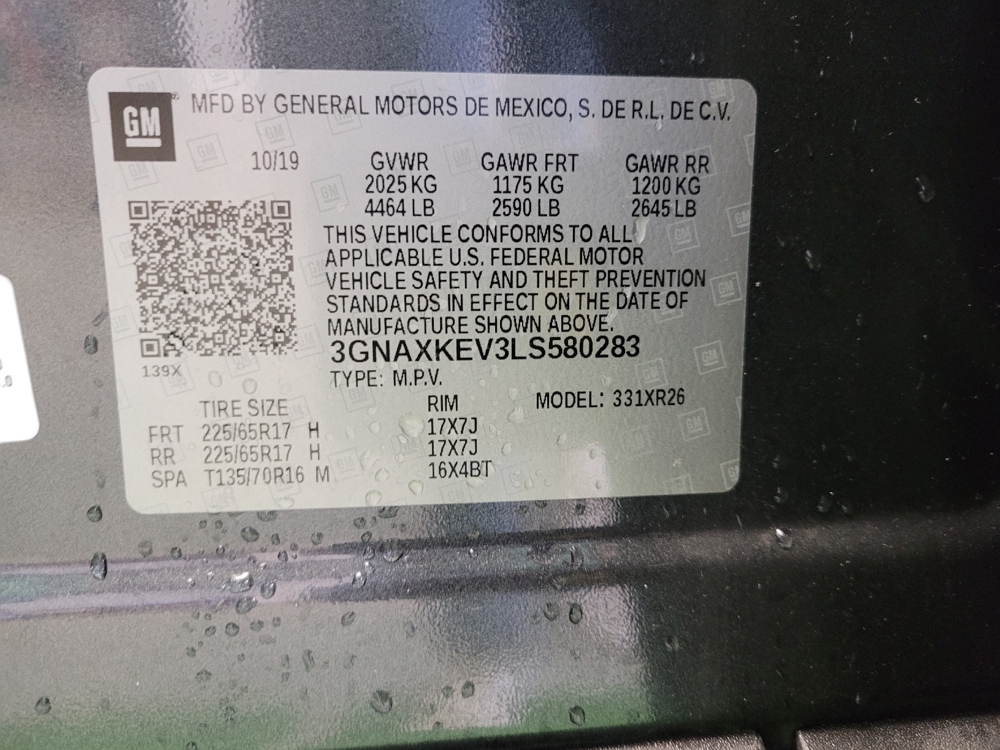 GM MFD BY GENERAL MOTORS DE MEXICO, S. DE R.L. DE C.V.
10/19 GVWR GAWR FRT GAWR RR
2025 KG 1175 KG 1200 KG
4464 LB 2590 LB 2645 LB
THIS VEHICLE CONFORMS TO ALL
APPLICABLE U.S. FEDERAL MOTOR
VEHICLE SAFETY AND THEFT PREVENTION
STANDARDS IN EFFECT ON THE DATE OF
MANUFACTURE SHOWN ABOVE.
3GNAXKEV3LS580283
139X TYPE: M.P.V.
TIRE SIZE RIM MODEL: 331XR26
FRT 225/65R17 H 17X7J
RR 225/65R17 H 17X7J
SPA T135/70R16 M 16X4BT